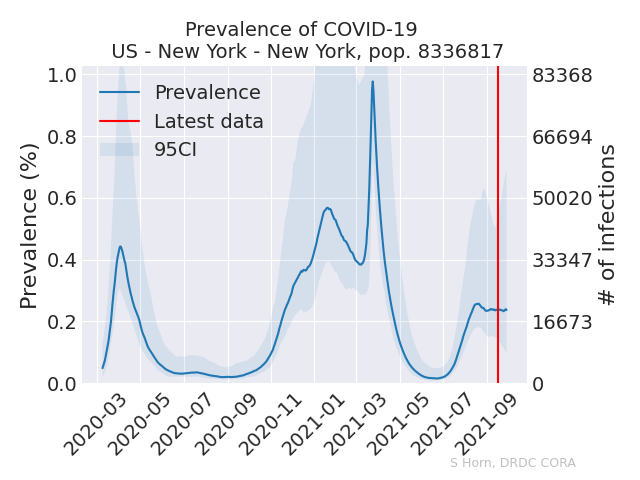 Prevalence of COVID-19
US - New York - New York, pop. 8336817
Prevalence
Latest data
95CI
Prevalence (%)
1.0
0.8
0.6
0.4
0.2
0.0
83368
66694
50020
33347
16673
0
# of infections
2020-03
2020-05
2020-07
2020-09
2020-11
2021-01
2021-03
2021-05
2021-07
2021-09
S Horn, DRDC CORA